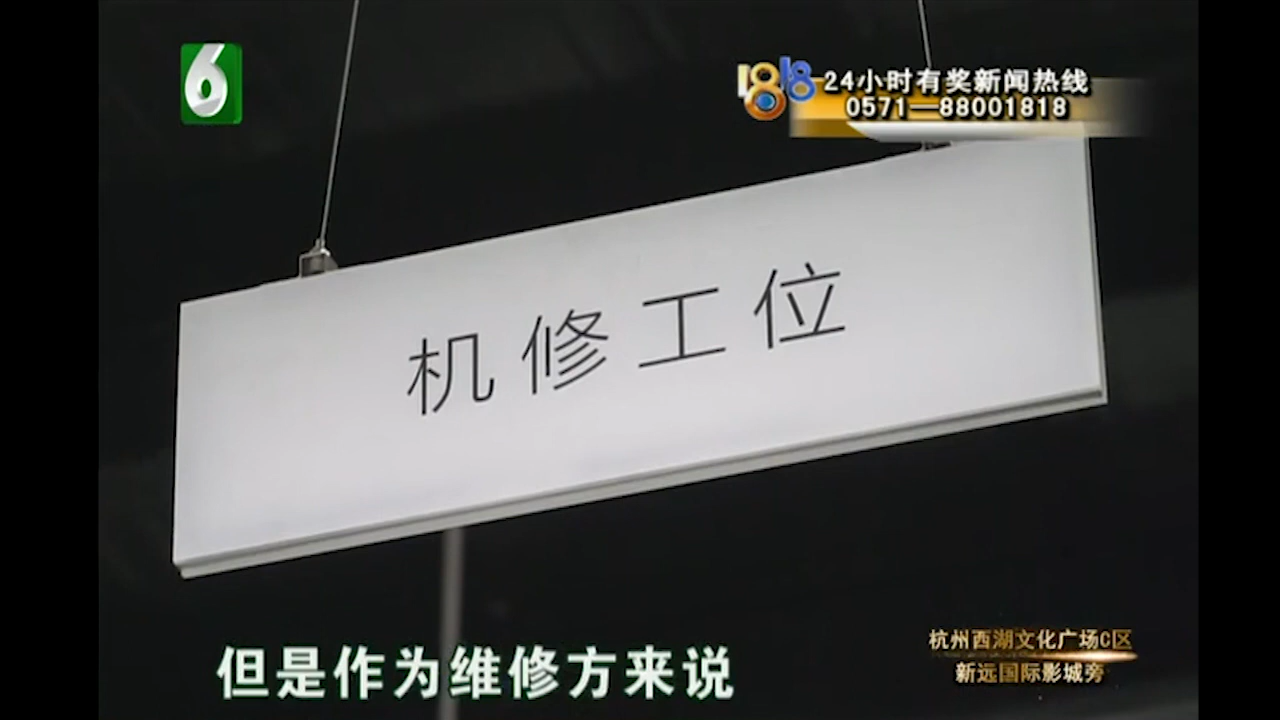 6
1818
24小时有奖新闻热线
0571—88001818
机修工位
但是作为维修方来说
杭州西湖文化广场C区
新远国际影城旁